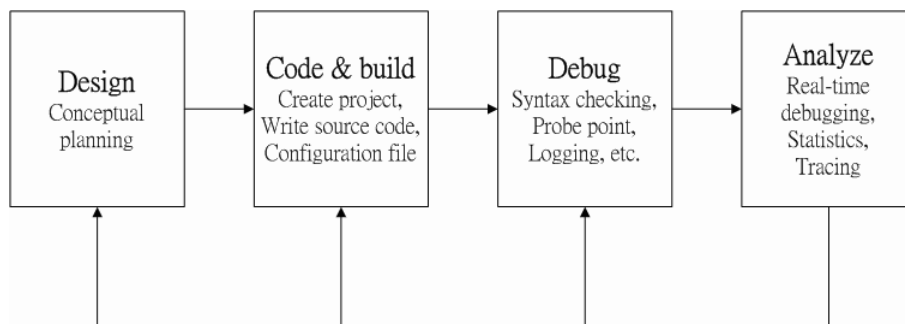 Design
Conceptual
planning
Code & build
Create project,
Write source code,
Configuration file
Debug
Syntax checking,
Probe point,
Logging, etc.
Analyze
Real-time
debugging,
Statistics,
Tracing